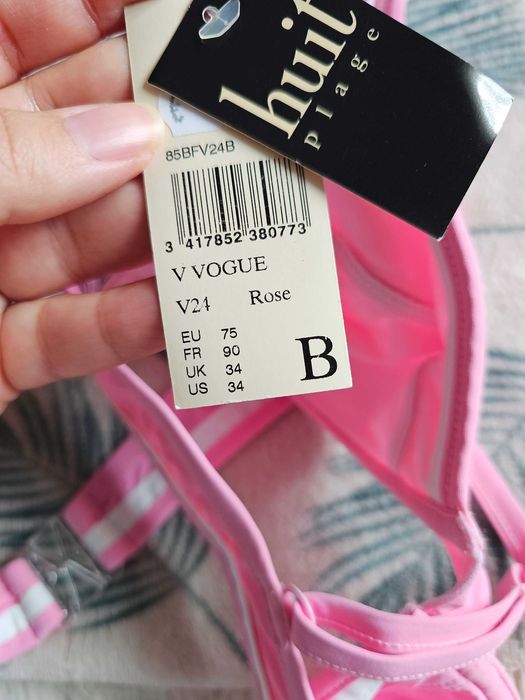 huit
Plage
85BFV24B
3 417852 380773
V VOGUE
V24 Rose
EU 75
FR 90
UK 34
US 34
B